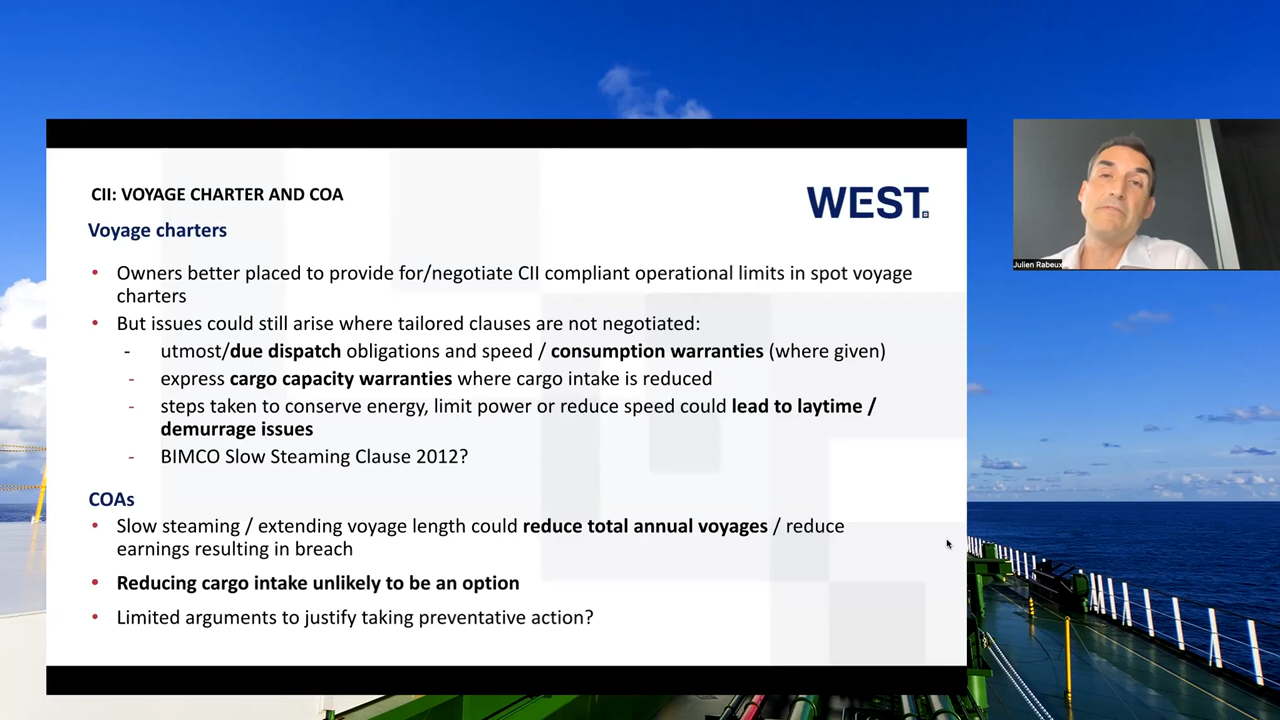 CII: VOYAGE CHARTER AND COA
WEST
Voyage charters
• Owners better placed to provide for/negotiate CII compliant operational limits in spot voyage
charters
• But issues could still arise where tailored clauses are not negotiated:
- utmost/due dispatch obligations and speed / consumption warranties (where given)
- express cargo capacity warranties where cargo intake is reduced
- steps taken to conserve energy, limit power or reduce speed could lead to laytime /
demurrage issues
- BIMCO Slow Steaming Clause 2012?
COAs
• Slow steaming / extending voyage length could reduce total annual voyages / reduce
earnings resulting in breach
• Reducing cargo intake unlikely to be an option
• Limited arguments to justify taking preventative action?
Julien Rabeux